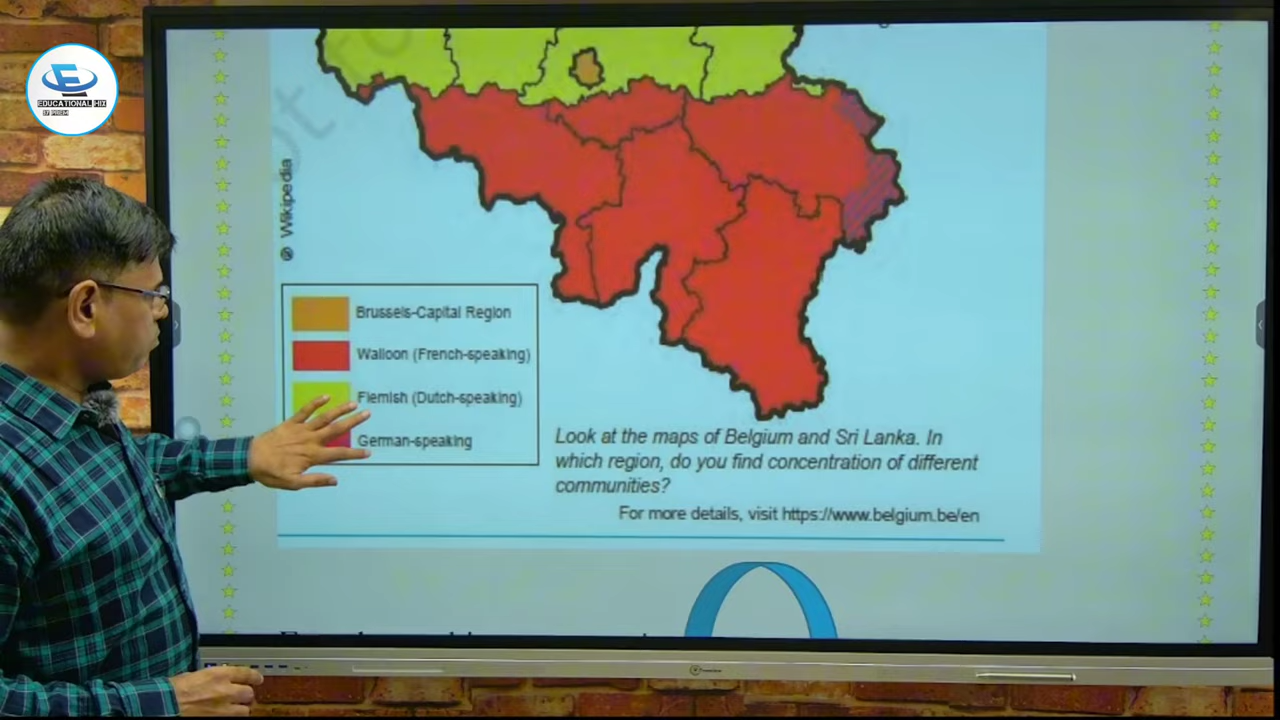 EDUCATIONAL HIZ
© Wikipedia
Brussels-Capital Region
Walloon (French-speaking)
Flemish (Dutch-speaking)
German-speaking
Look at the maps of Belgium and Sri Lanka. In
which region, do you find concentration of different
communities?
For more details, visit https://www.belgium.be/en